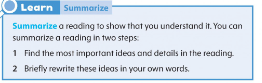 Learn Summarize
Summarize a reading to show that you understand it. You can
summarize a reading in two steps:
1 Find the most important ideas and details in the reading.
2 Briefly rewrite these ideas in your own words.